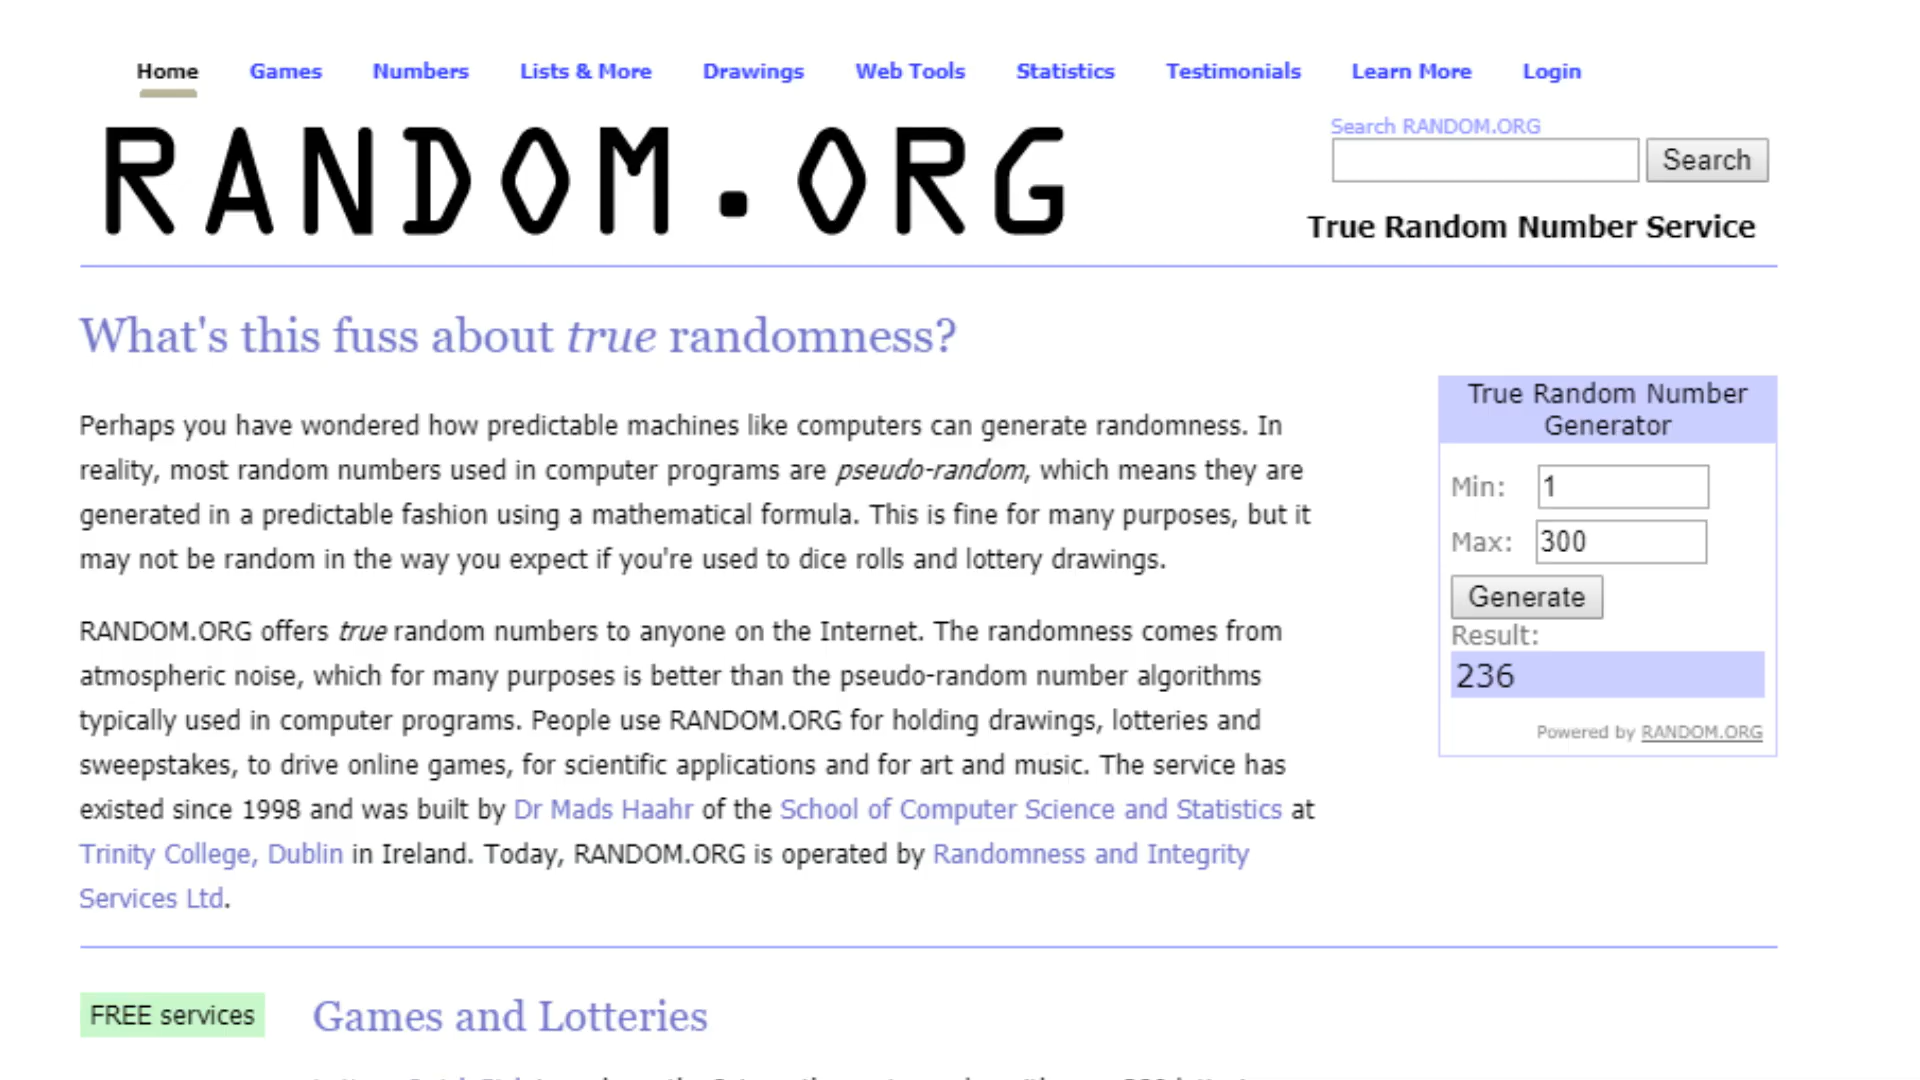 Home Games Numbers Lists & More Drawings Web Tools Statistics Testimonials Learn More Login
RANDOM.ORG
Search RANDOM.ORG
Search
True Random Number Service
What's this fuss about true randomness?
Perhaps you have wondered how predictable machines like computers can generate randomness. In
reality, most random numbers used in computer programs are pseudo-random, which means they are
generated in a predictable fashion using a mathematical formula. This is fine for many purposes, but it
may not be random in the way you expect if you're used to dice rolls and lottery drawings.
RANDOM.ORG offers true random numbers to anyone on the Internet. The randomness comes from
atmospheric noise, which for many purposes is better than the pseudo-random number algorithms
typically used in computer programs. People use RANDOM.ORG for holding drawings, lotteries and
sweepstakes, to drive online games, for scientific applications and for art and music. The service has
existed since 1998 and was built by Dr Mads Haahr of the School of Computer Science and Statistics at
Trinity College, Dublin in Ireland. Today, RANDOM.ORG is operated by Randomness and Integrity
Services Ltd.
True Random Number
Generator
Min: 1
Max: 300
Generate
Result:
236
Powered by RANDOM.ORG
FREE services
Games and Lotteries